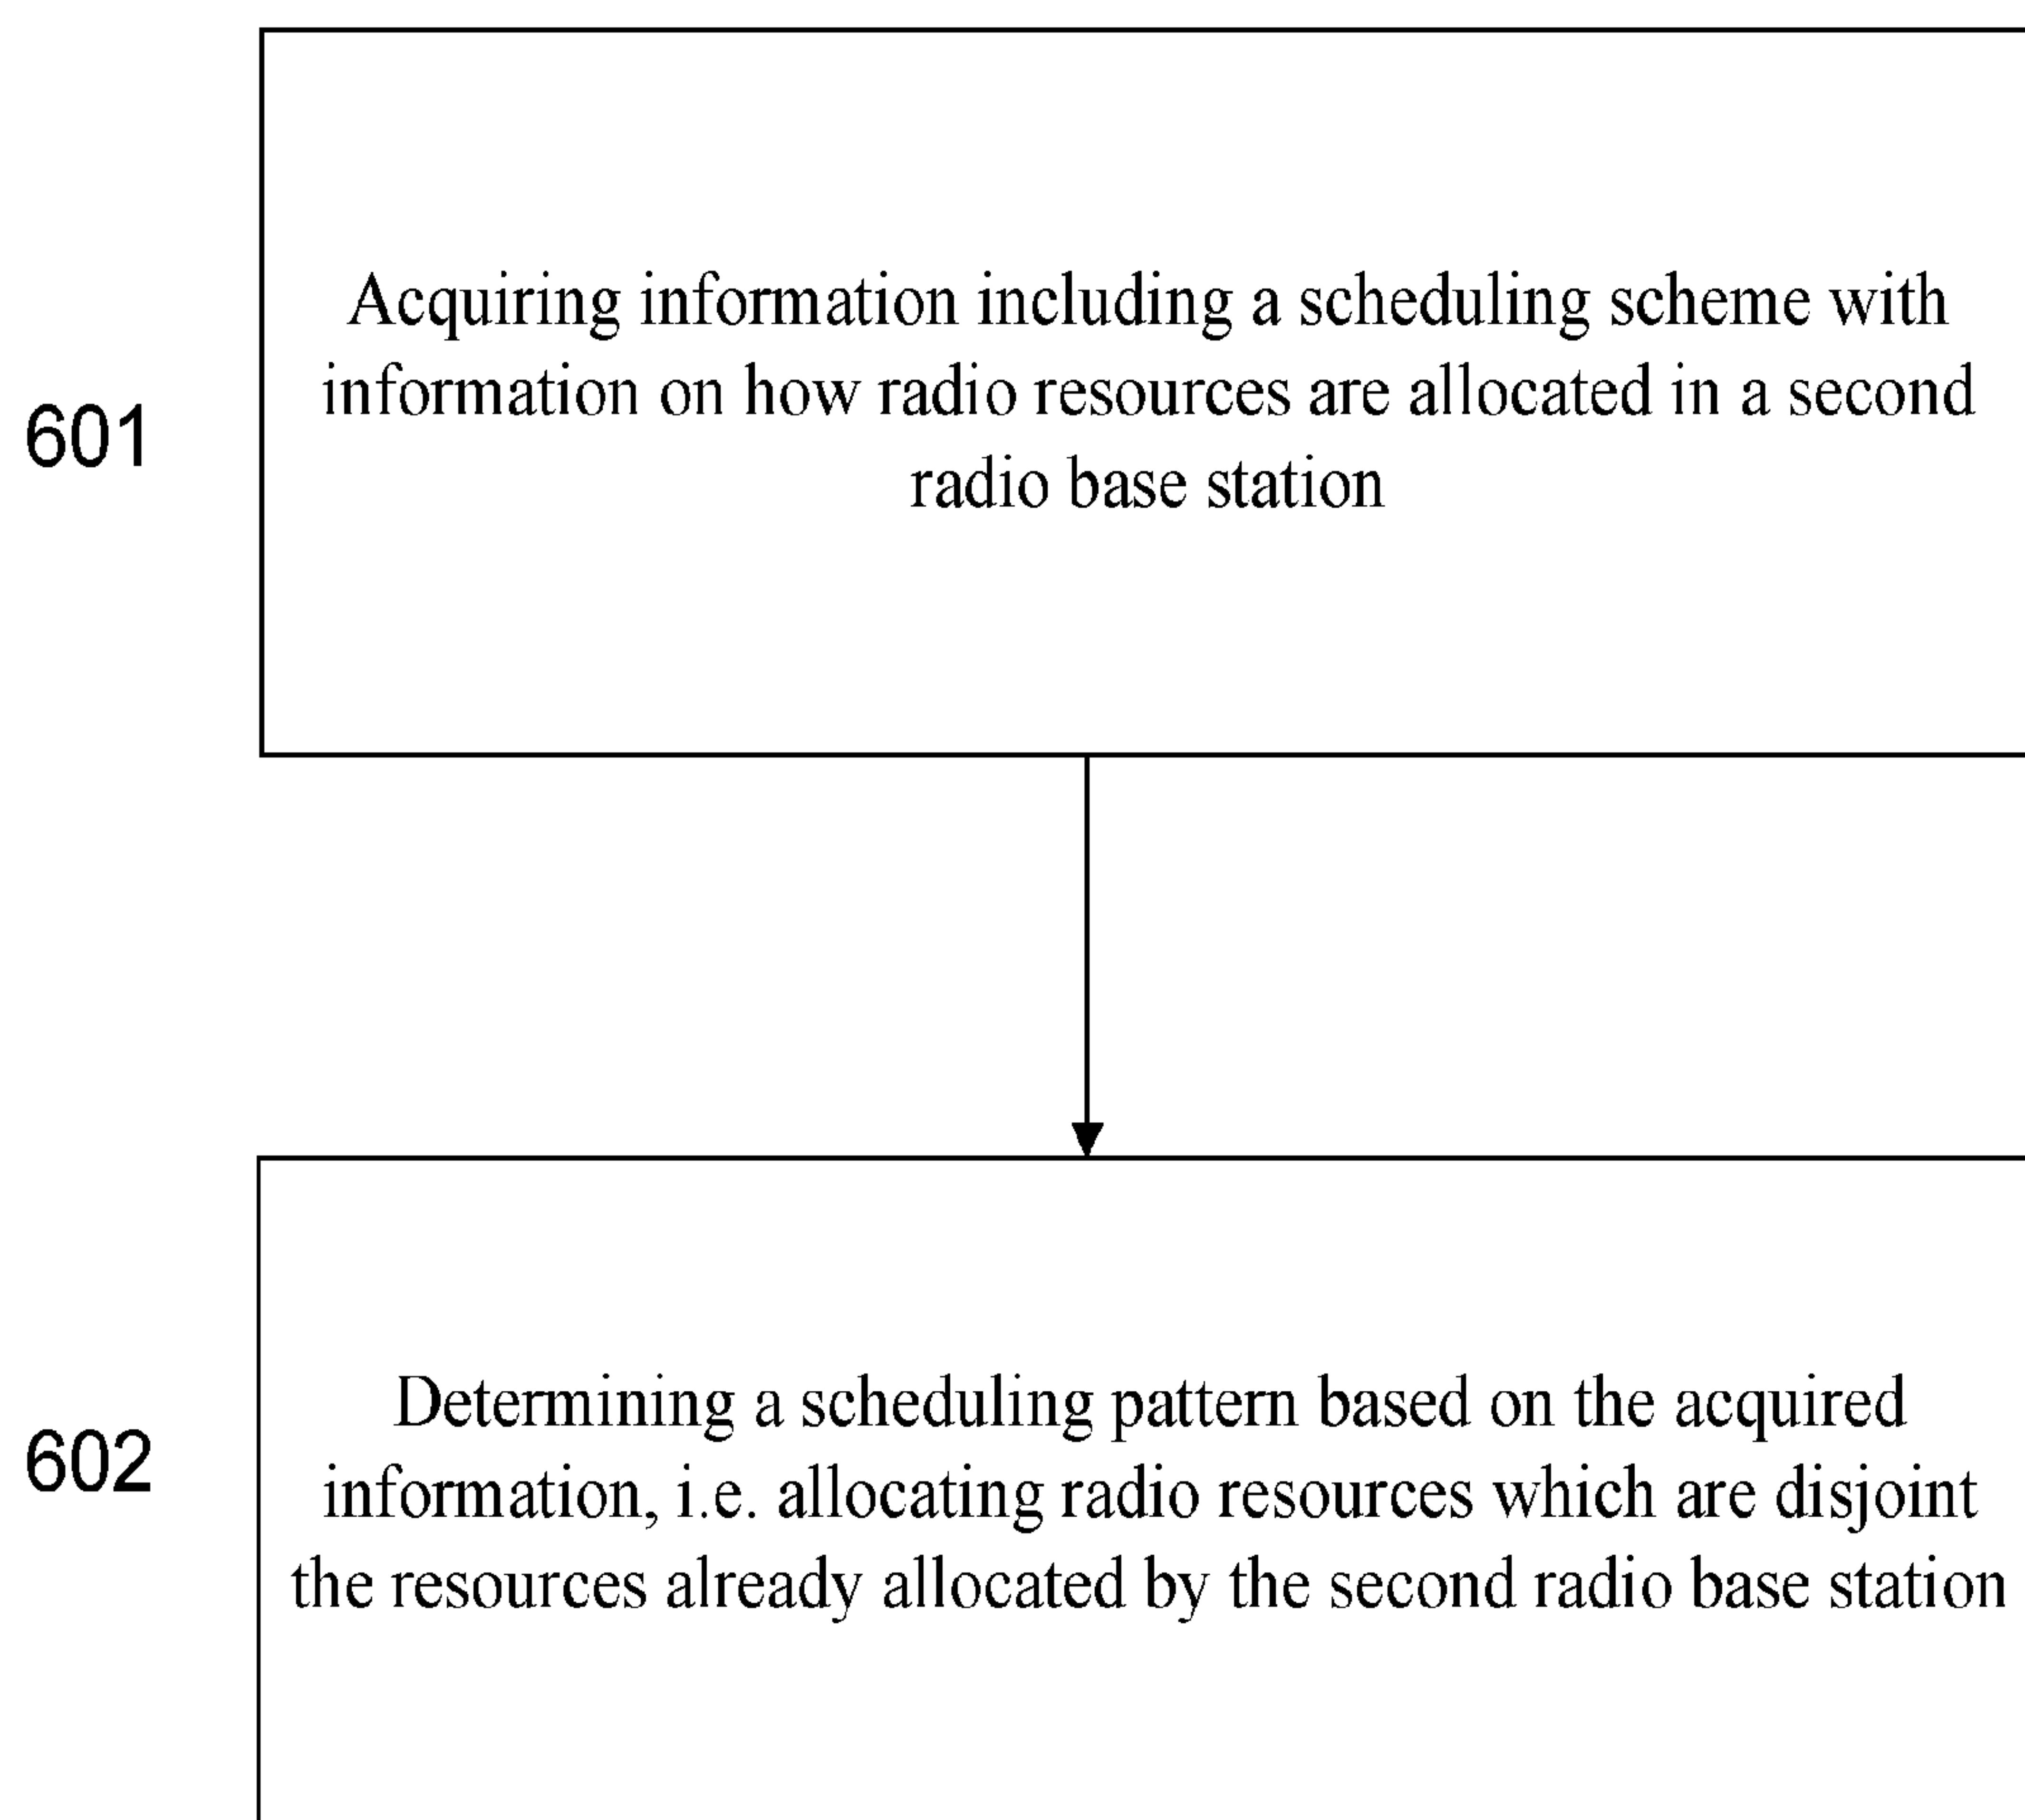 Acquiring information including a scheduling scheme with
information on how radio resources are allocated in a second
radio base station
601
Determining a scheduling pattern based on the acquired
information, i.e. allocating radio resources which are disjoint
the resources already allocated by the second radio base station
602